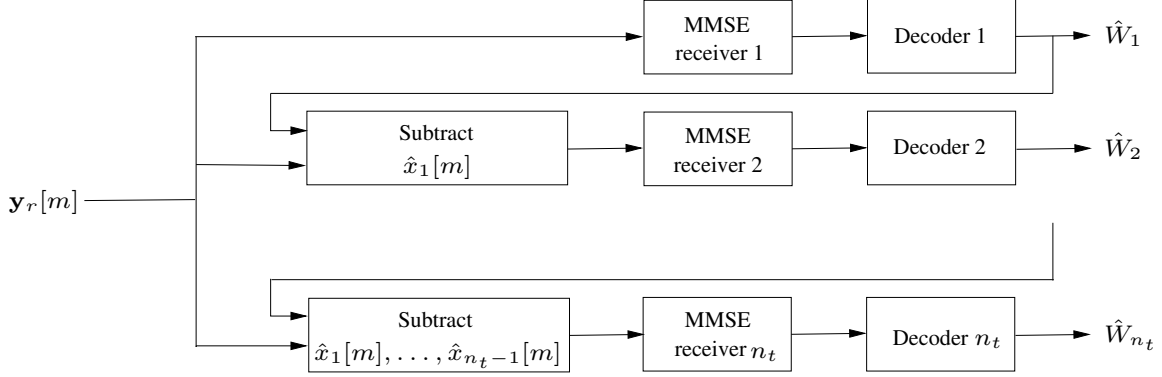 MMSE
receiver 1
Decoder 1
Ŵ₁
Subtract
x̂₁[m]
MMSE
receiver 2
Decoder 2
Ŵ₂
𝐲ᵣ[m]
Subtract
x̂₁[m], . . . , x̂_{n_t−1}[m]
MMSE
receiver n_t
Decoder n_t
Ŵ_{n_t}